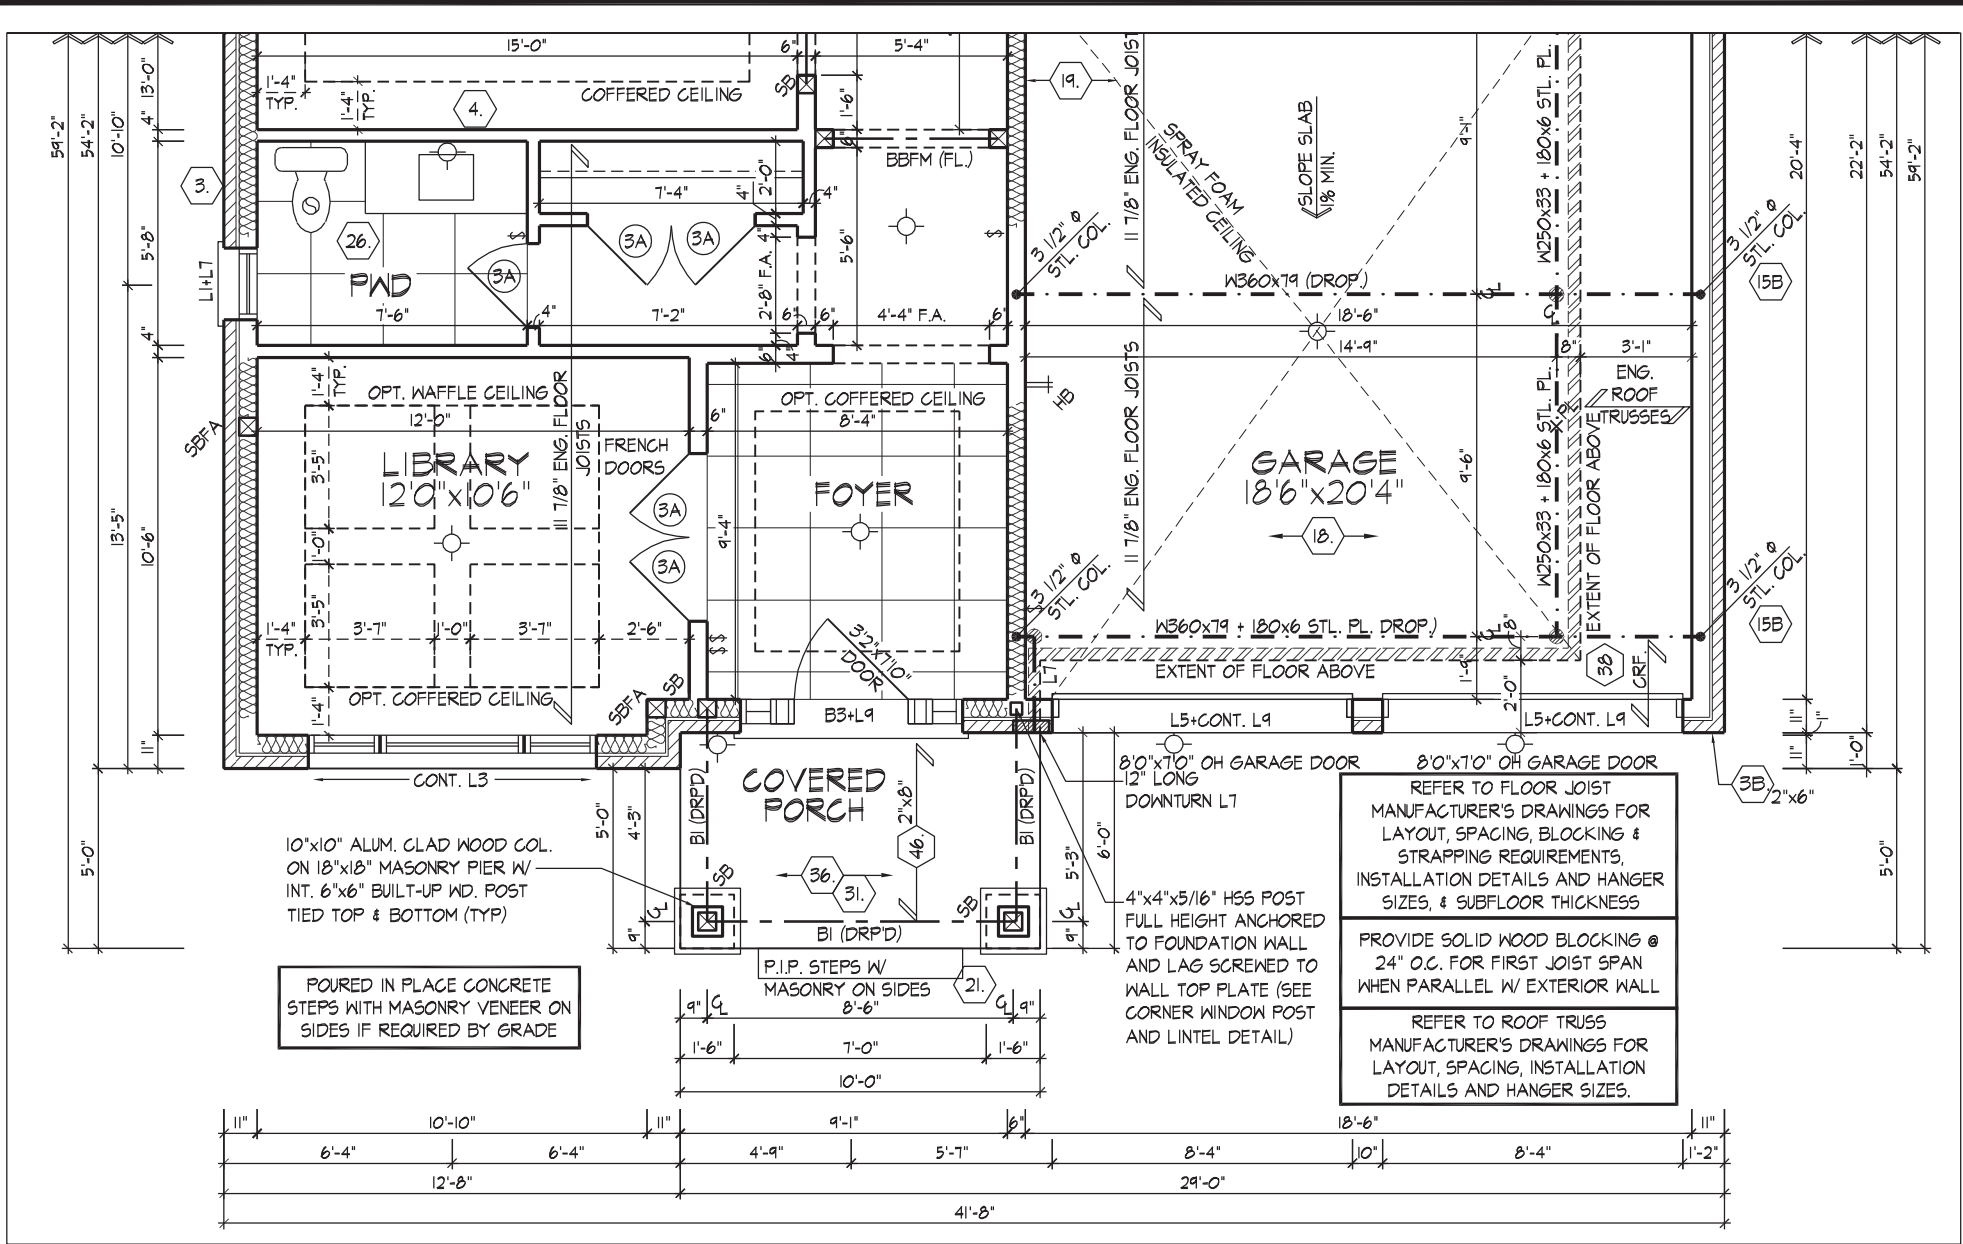 15'-0"
6"
5'-4"
1'-4"
TYP.
1'-4"
TYP.
COFFERED CEILING
SB
1'-6"
6"
4.
19.
3.
26.
BBFM (FL.)
11 7/8" ENG. FLOOR JOIST
SPRAY FOAM
INSULATED CEILING
SLOPE SLAB
1% MIN.
9'-1"
W250x33 + 180x6 STL. PL.
59'-2"
54'-2"
10'-10"
13'-0"
4"
5'-8"
4"
13'-5"
10'-6"
11"
5'-0"
20'-4"
22'-2"
54'-2"
59'-2"
7'-4"
4"
2'-0"
4"
3A
3A
3A
PWD
L1+L7
7'-6"
4"
7'-2"
2'-8" F.A.
4"
6"
6"
4'-4" F.A.
6"
5'-6"
6"
4"
3 1/2" Ø
STL. COL.
W360x79 (DROP.)
3 1/2" Ø
STL. COL.
15B
18'-6"
14'-9"
8"
3'-1"
ENG.
ROOF
TRUSSES
1'-4"
TYP.
OPT. WAFFLE CEILING
12'-0"
6"
OPT. COFFERED CEILING
8'-4"
HB
SBFA
LIBRARY
12'0"x10'6"
11 7/8" ENG. FLOOR
JOISTS
FRENCH
DOORS
3A
3A
FOYER
9'-4"
11 7/8" ENG. FLOOR JOISTS
GARAGE
18'6"x20'4"
18.
9'-6"
W250x33 + 180x6 STL. PL.
EXTENT OF FLOOR ABOVE
3'-5"
1'-0"
3'-5"
1'-4"
TYP.
3'-7"
1'-0"
3'-7"
2'-6"
1'-4"
OPT. COFFERED CEILING
SBFA
SB
3'2"x7'10"
DOOR
3 1/2" Ø
STL. COL.
W360x79 + 180x6 STL. PL. DROP.)
3 1/2" Ø
STL. COL.
15B
8"
EXTENT OF FLOOR ABOVE
L7
1'-9"
2'-0"
38
CRF.
B3+L9
L5+CONT. L9
L5+CONT. L9
11"
1"
11"
1'-0"
CONT. L3
8'0"x7'0" OH GARAGE DOOR
8'0"x7'0" OH GARAGE DOOR
12" LONG
DOWNTURN L7
3B.
2"x6"
COVERED
PORCH
B1 (DRP'D)
B1 (DRP'D)
2"x8"
46.
36.
31.
SB
SB
B1 (DRP'D)
5'-0"
4'-3"
9"
5'-3"
6'-0"
9"
5'-0"
10"x10" ALUM. CLAD WOOD COL.
ON 18"x18" MASONRY PIER W/
INT. 6"x6" BUILT-UP WD. POST
TIED TOP & BOTTOM (TYP)
POURED IN PLACE CONCRETE
STEPS WITH MASONRY VENEER ON
SIDES IF REQUIRED BY GRADE
P.I.P. STEPS W/
MASONRY ON SIDES
21.
4"x4"x5/16" HSS POST
FULL HEIGHT ANCHORED
TO FOUNDATION WALL
AND LAG SCREWED TO
WALL TOP PLATE (SEE
CORNER WINDOW POST
AND LINTEL DETAIL)
REFER TO FLOOR JOIST
MANUFACTURER'S DRAWINGS FOR
LAYOUT, SPACING, BLOCKING &
STRAPPING REQUIREMENTS,
INSTALLATION DETAILS AND HANGER
SIZES, & SUBFLOOR THICKNESS
PROVIDE SOLID WOOD BLOCKING @
24" O.C. FOR FIRST JOIST SPAN
WHEN PARALLEL W/ EXTERIOR WALL
REFER TO ROOF TRUSS
MANUFACTURER'S DRAWINGS FOR
LAYOUT, SPACING, INSTALLATION
DETAILS AND HANGER SIZES.
9"
8'-6"
9"
1'-6"
7'-0"
1'-6"
10'-0"
11"
10'-10"
11"
9'-1"
6"
18'-6"
11"
6'-4"
6'-4"
4'-9"
5'-7"
8'-4"
10"
8'-4"
1'-2"
12'-8"
29'-0"
41'-8"